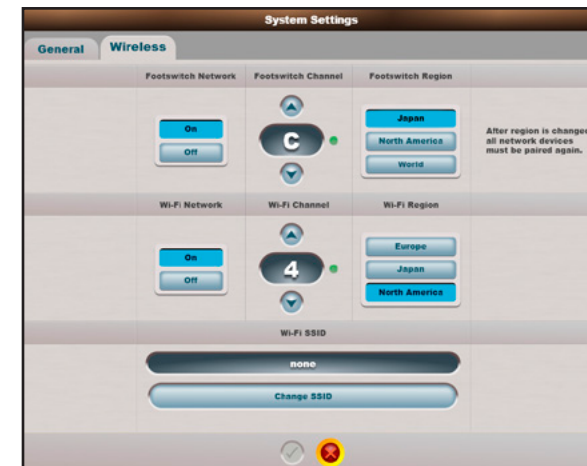 System Settings
General Wireless
Footswitch Network Footswitch Channel Footswitch Region
On
Off
C
Japan
North America
World
After region is changed
all network devices
must be paired again.
Wi-Fi Network Wi-Fi Channel Wi-Fi Region
On
Off
4
Europe
Japan
North America
Wi-Fi SSID
none
Change SSID